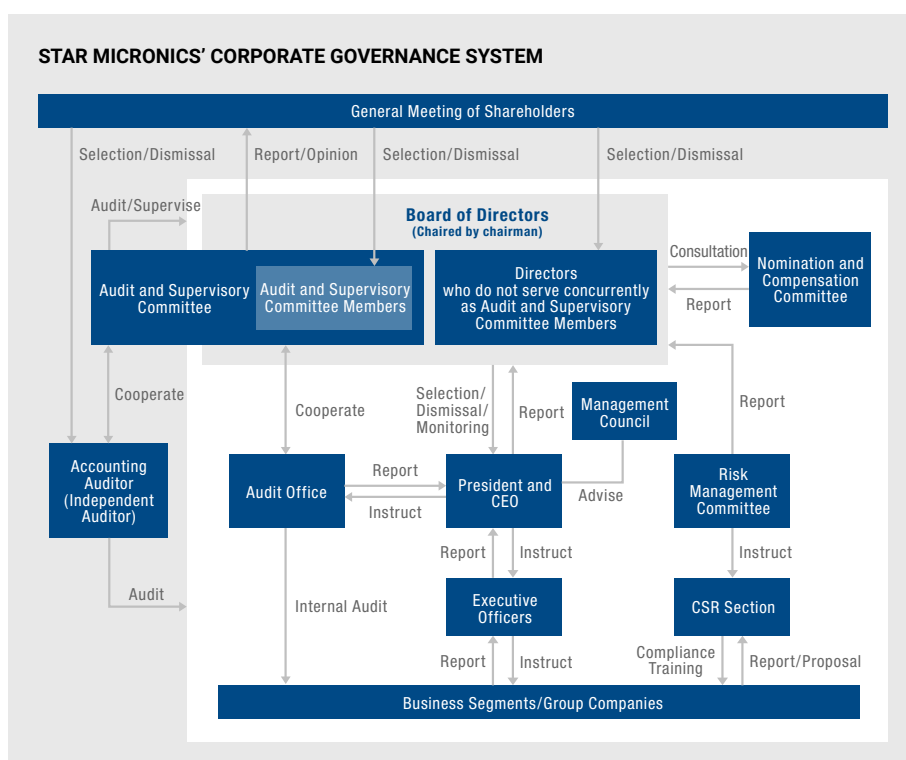 STAR MICRONICS’ CORPORATE GOVERNANCE SYSTEM
General Meeting of Shareholders
Selection/Dismissal
Report/Opinion
Selection/Dismissal
Selection/Dismissal
Audit/Supervise
Board of Directors
(Chaired by chairman)
Audit and Supervisory
Committee
Audit and Supervisory
Committee Members
Directors
who do not serve concurrently
as Audit and Supervisory
Committee Members
Consultation
Report
Nomination and
Compensation
Committee
Cooperate
Cooperate
Selection/
Dismissal/
Monitoring
Report
Management
Council
Report
Accounting
Auditor
(Independent
Auditor)
Audit Office
Report
Instruct
President and
CEO
Advise
Risk
Management
Committee
Audit
Internal Audit
Report
Instruct
Instruct
Executive
Officers
CSR Section
Report
Instruct
Compliance
Training
Report/Proposal
Business Segments/Group Companies